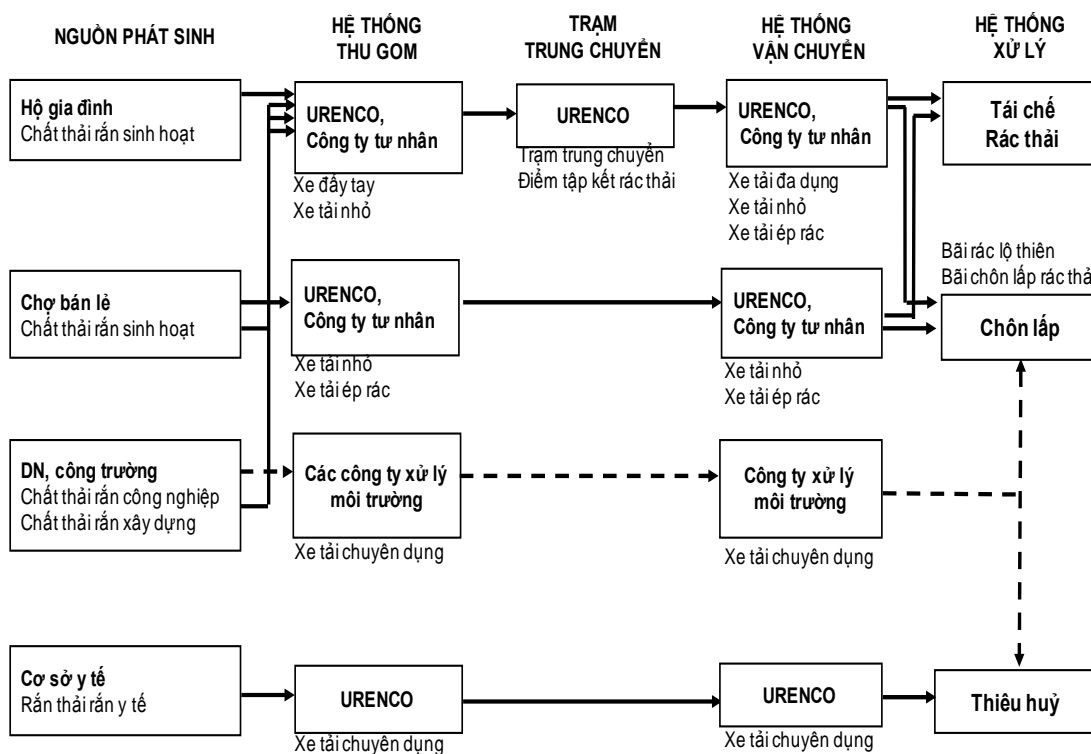 NGUỒN PHÁT SINH
HỆ THỐNG
THU GOM
TRẠM
TRUNG CHUYỂN
HỆ THỐNG
VẬN CHUYỂN
HỆ THỐNG
XỬ LÝ
Hộ gia đình
Chất thải rắn sinh hoạt
URENCO,
Công ty tư nhân
Xe đẩy tay
Xe tải nhỏ
URENCO
Trạm trung chuyển
Điểm tập kết rác thải
URENCO,
Công ty tư nhân
Xe tải đa dụng
Xe tải nhỏ
Xe tải ép rác
Tái chế
Rác thải
Chợ bán lẻ
Chất thải rắn sinh hoạt
URENCO,
Công ty tư nhân
Xe tải nhỏ
Xe tải ép rác
URENCO,
Công ty tư nhân
Xe tải nhỏ
Xe tải ép rác
Bãi rác lộ thiên
Bãi chôn lấp rác thả
Chôn lấp
DN, công trường
Chất thải rắn công nghiệp
Chất thải rắn xây dựng
Các công ty xử lý
môi trường
Xe tải chuyên dụng
Công ty xử lý
môi trường
Xe tải chuyên dụng
Cơ sở y tế
Rắn thải rắn y tế
URENCO
Xe tải chuyên dụng
URENCO
Xe tải chuyên dụng
Thiêu huỷ